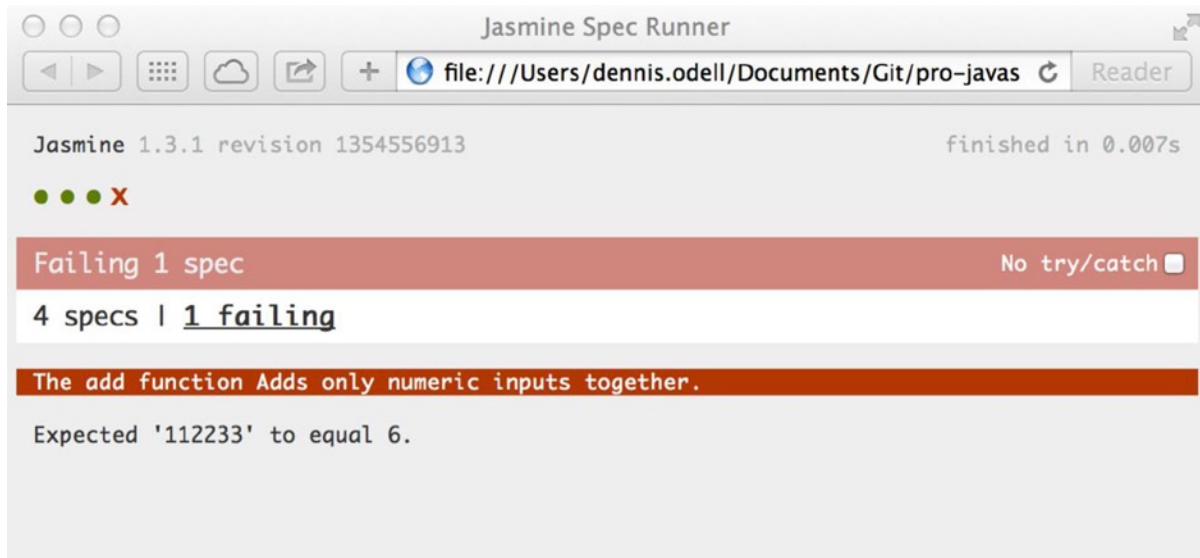 Jasmine Spec Runner
file:///Users/dennis.odell/Documents/Git/pro-javas
Reader
Jasmine 1.3.1 revision 1354556913
finished in 0.007s
X
Failing 1 spec
No try/catch
4 specs | 1 failing
The add function Adds only numeric inputs together.
Expected '112233' to equal 6.